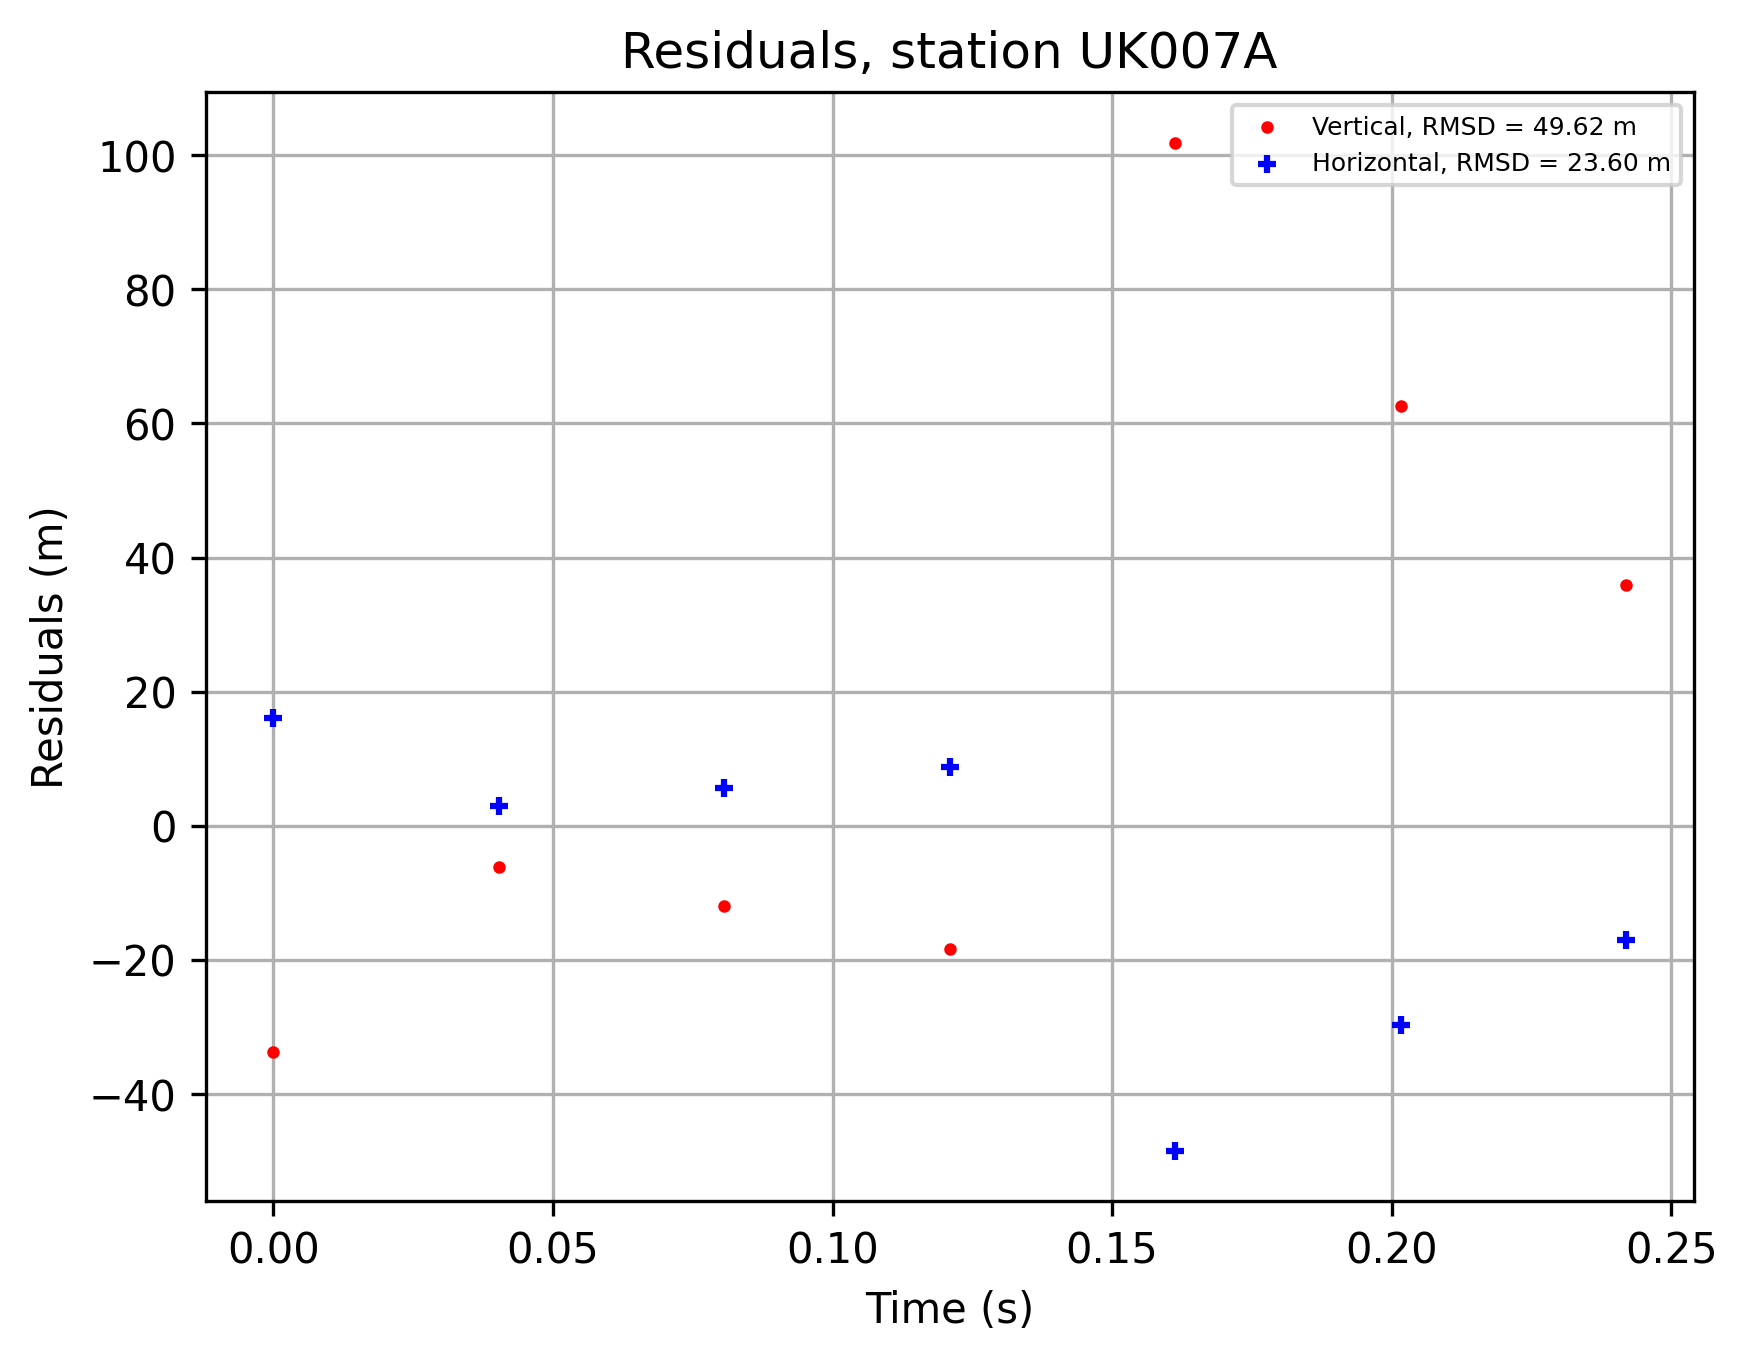 Residuals, station UK007A
Vertical, RMSD = 49.62 m
Horizontal, RMSD = 23.60 m
Residuals (m)
100
80
60
40
20
0
−20
−40
0.00 0.05 0.10 0.15 0.20 0.25
Time (s)